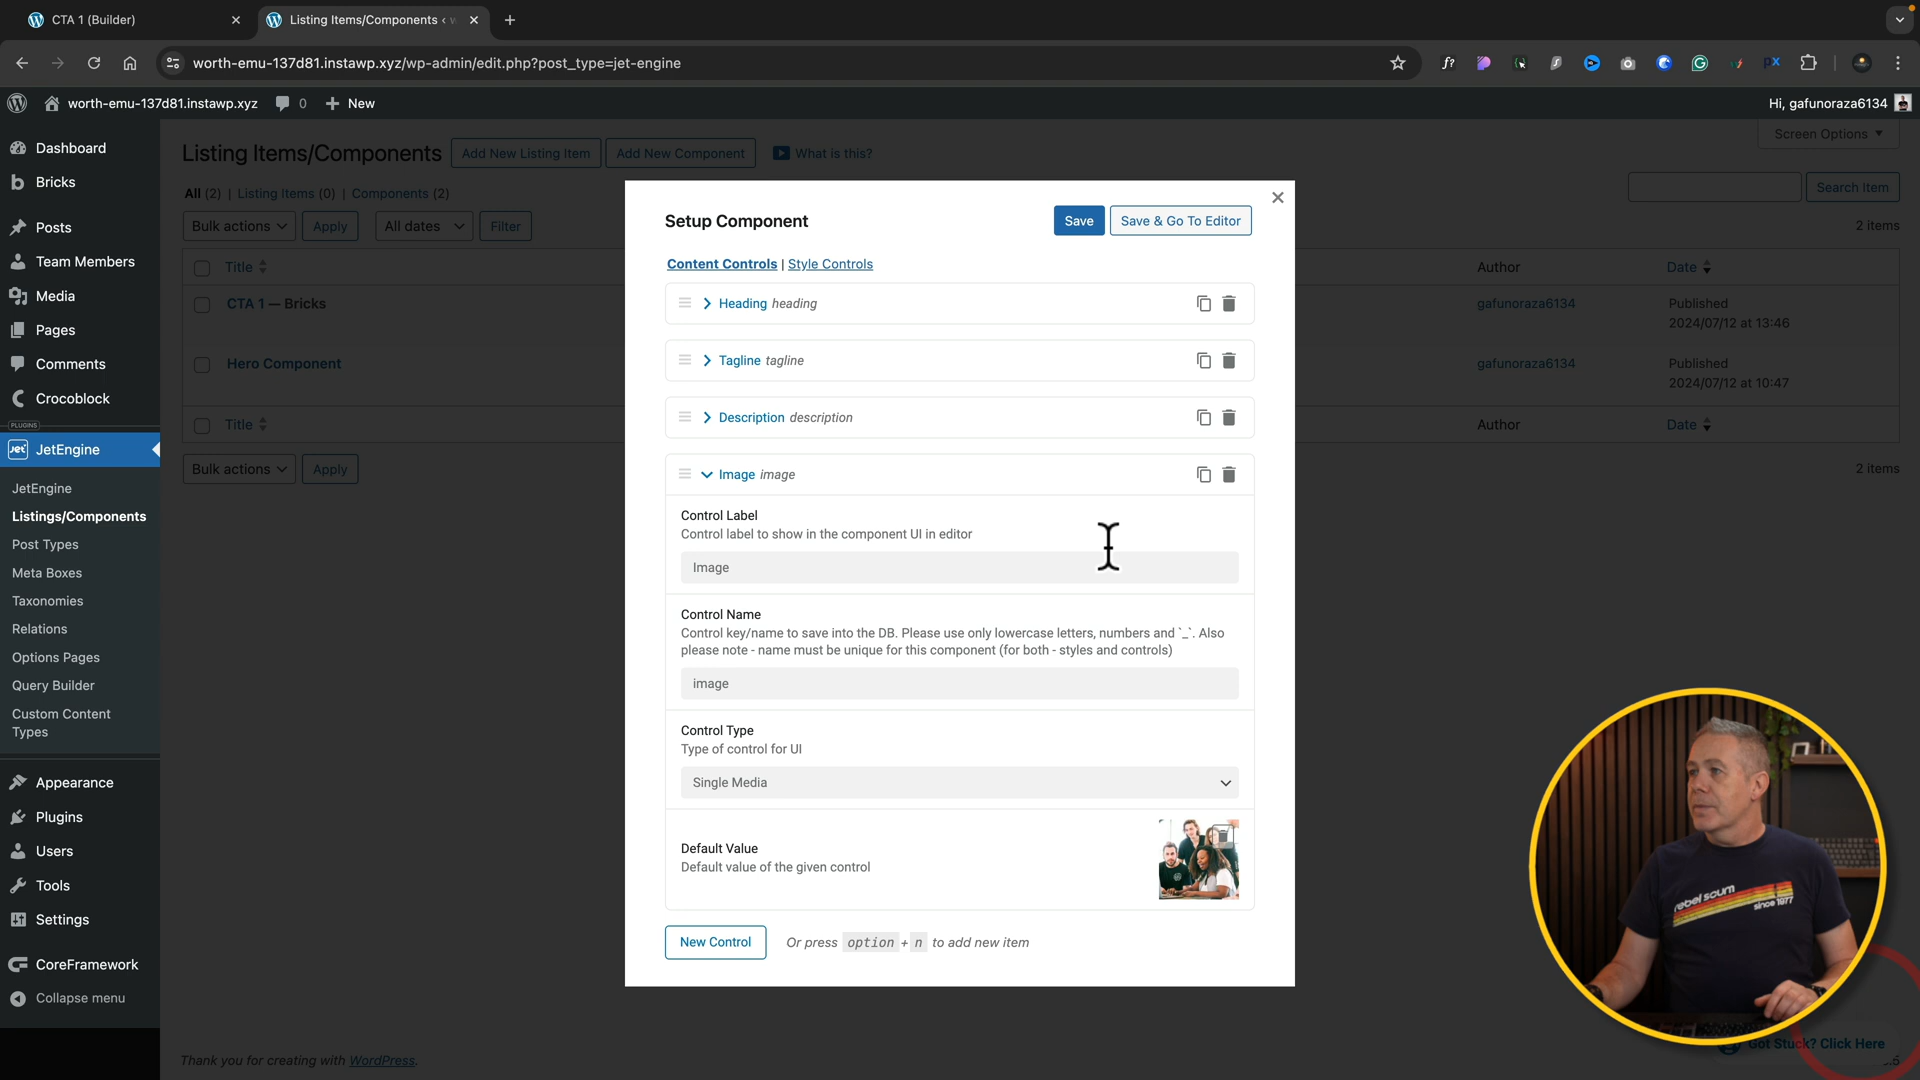 CTA 1 (Builder)
Listing Items/Components ‹ w
worth-emu-137d81.instawp.xyz/wp-admin/edit.php?post_type=jet-engine
worth-emu-137d81.instawp.xyz
0
New
Hi, gafunoraza6134
Dashboard
Bricks
Posts
Team Members
Media
Pages
Comments
Crocoblock
PLUGINS
JetEngine
JetEngine
Listings/Components
Post Types
Meta Boxes
Taxonomies
Relations
Options Pages
Query Builder
Custom Content
Types
Appearance
Plugins
Users
Tools
Settings
CoreFramework
Collapse menu
Screen Options
Listing Items/Components
Add New Listing Item
Add New Component
What is this?
All (2) | Listing Items (0) | Components (2)
Search Item
Bulk actions
Apply
All dates
Filter
2 items
Title
Author
Date
CTA 1 — Bricks
gafunoraza6134
Published
2024/07/12 at 13:46
Hero Component
gafunoraza6134
Published
2024/07/12 at 10:47
Title
Author
Date
Bulk actions
Apply
2 items
Setup Component
Save
Save & Go To Editor
Content Controls | Style Controls
Heading heading
Tagline tagline
Description description
Image image
Control Label
Control label to show in the component UI in editor
Image
Control Name
Control key/name to save into the DB. Please use only lowercase letters, numbers and `_`. Also
please note - name must be unique for this component (for both - styles and controls)
image
Control Type
Type of control for UI
Single Media
Default Value
Default value of the given control
New Control
Or press option + n to add new item
rebel scum
since 1977
Got Stuck? Click Here
Thank you for creating with WordPress.